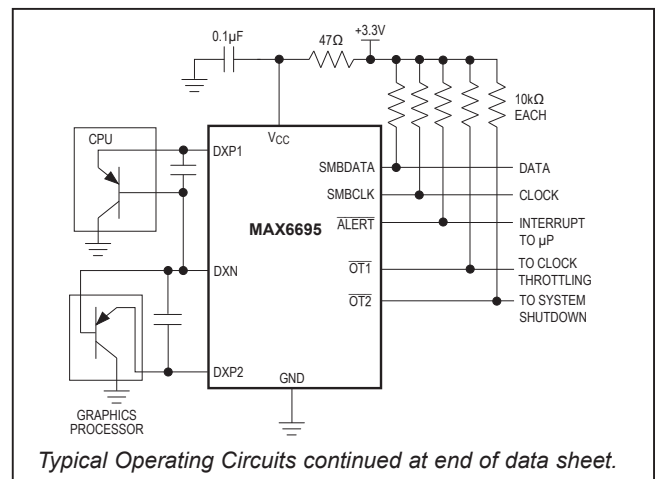 0.1µF
47Ω
+3.3V
10kΩ
EACH
CPU
VCC
DXP1
SMBDATA
DATA
SMBCLK
CLOCK
MAX6695
ALERT
INTERRUPT
TO µP
DXN
OT1
TO CLOCK
THROTTLING
OT2
TO SYSTEM
SHUTDOWN
DXP2
GND
GRAPHICS
PROCESSOR
Typical Operating Circuits continued at end of data sheet.